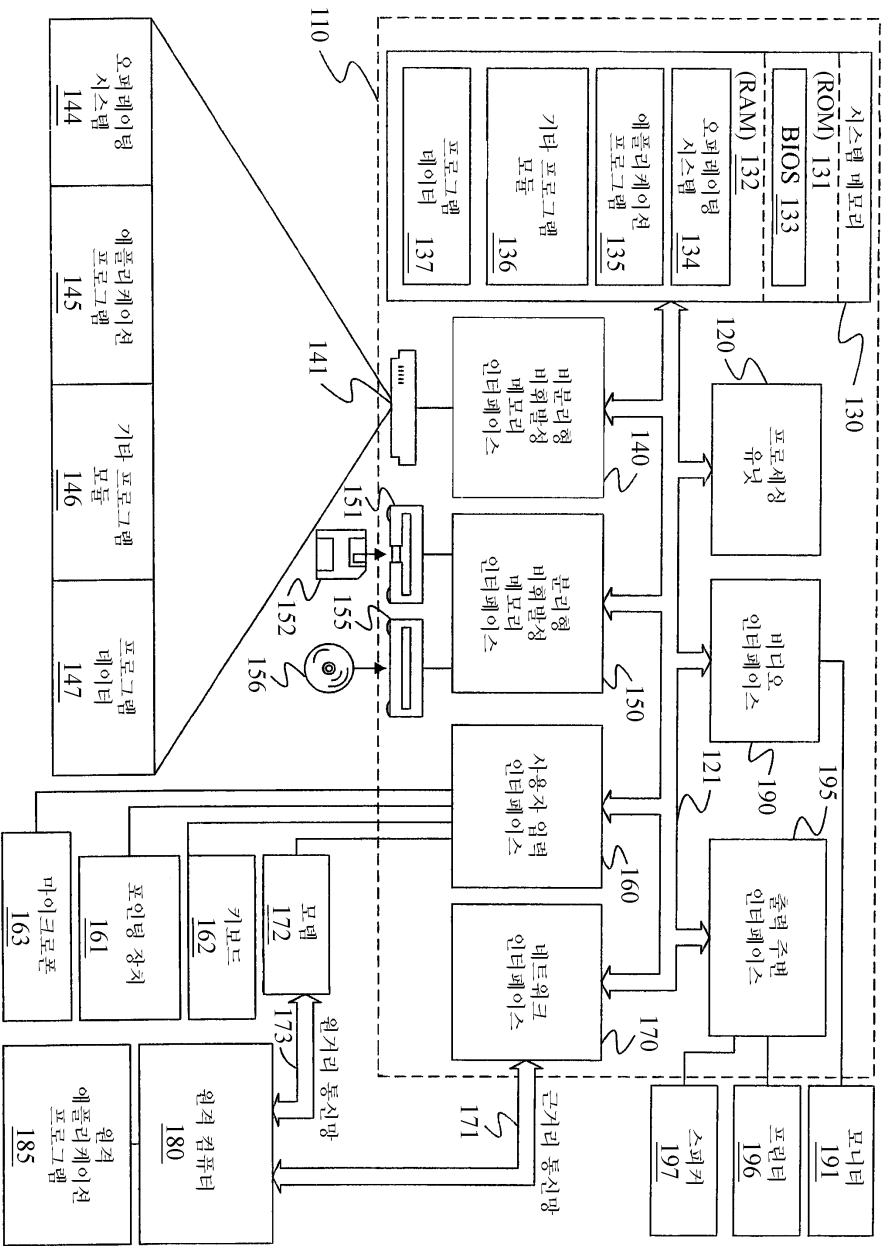 110
시스템 메모리
(ROM) 131
BIOS 133
(RAM) 132
오퍼레이팅
시스템 134
애플리케이션
프로그램 135
기타 프로그램
모듈 136
프로그램
데이터 137
130
120
프로세싱
유닛
비디오
인터페이스
190
121
195
출력 주변
인터페이스
비분리형
비휘발성
메모리
인터페이스
140
분리형
비휘발성
메모리
인터페이스
150
사용자 입력
인터페이스
160
네트워크
인터페이스
170
모니터
191
프린터
196
스피커
197
141
151
152
155
156
근거리 통신망
171
원거리 통신망
173
오퍼레이팅
시스템
144
애플리케이션
프로그램
145
기타 프로그램
모듈
146
프로그램
데이터
147
모뎀
172
키보드
162
포인팅 장치
161
마이크로폰
163
원격 컴퓨터
180
원격
애플리케이션
프로그램
185